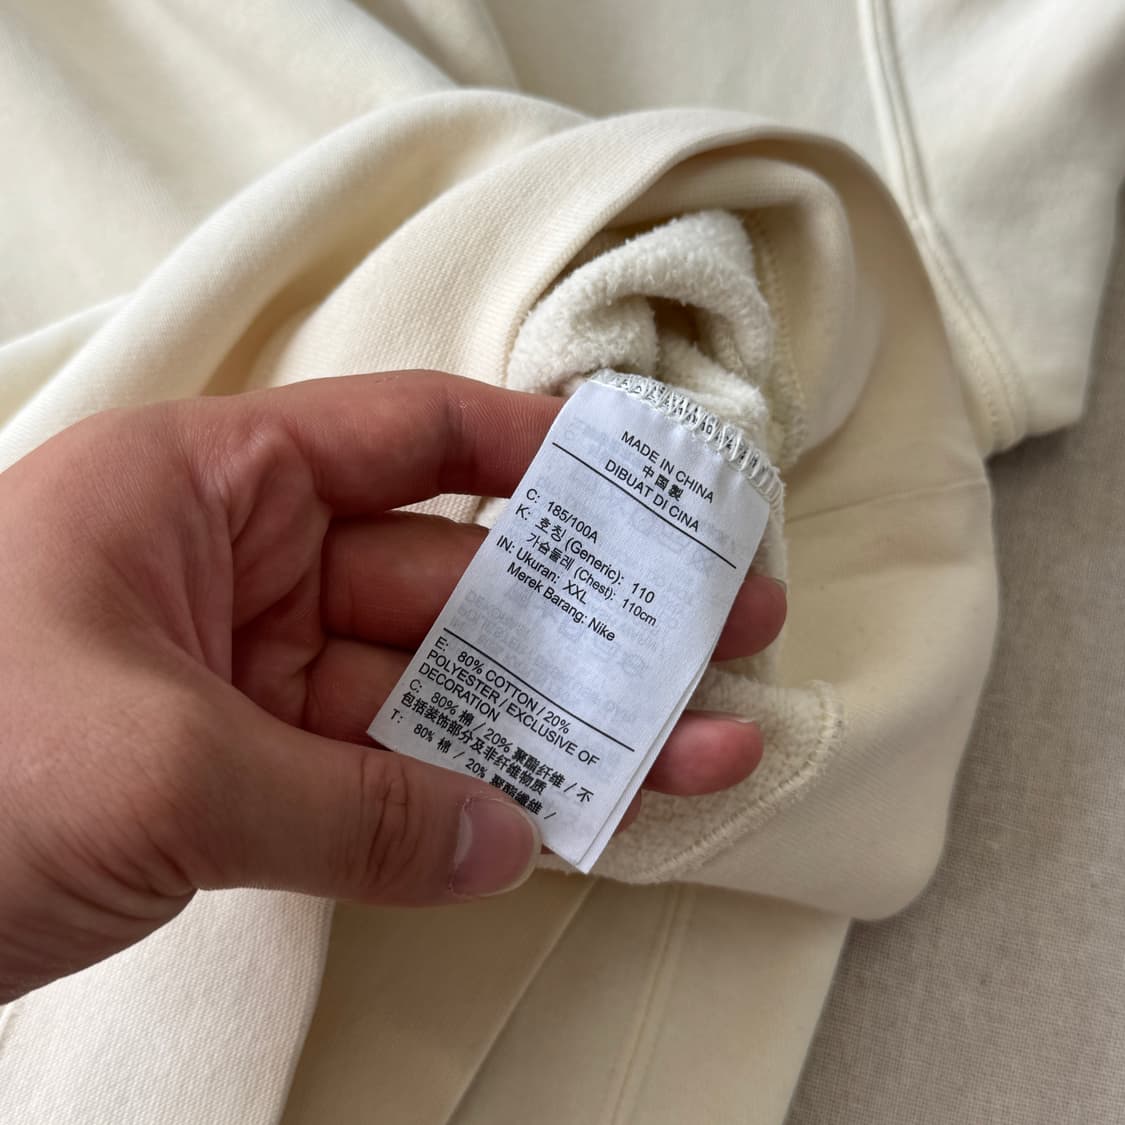 MADE IN CHINA
中国製
DIBUAT DI CINA
C: 185/100A
K: 호칭 (Generic): 110
가슴둘레 (Chest): 110cm
IN: Ukuran: XXL
Merek Barang: Nike
E: 80% COTTON / 20%
POLYESTER / EXCLUSIVE OF
DECORATION
C: 80% 棉 / 20% 聚酯纤维 / 不
包括装饰部分及非纤维物质
T: 80% 棉 / 20% 聚酯纖維 /